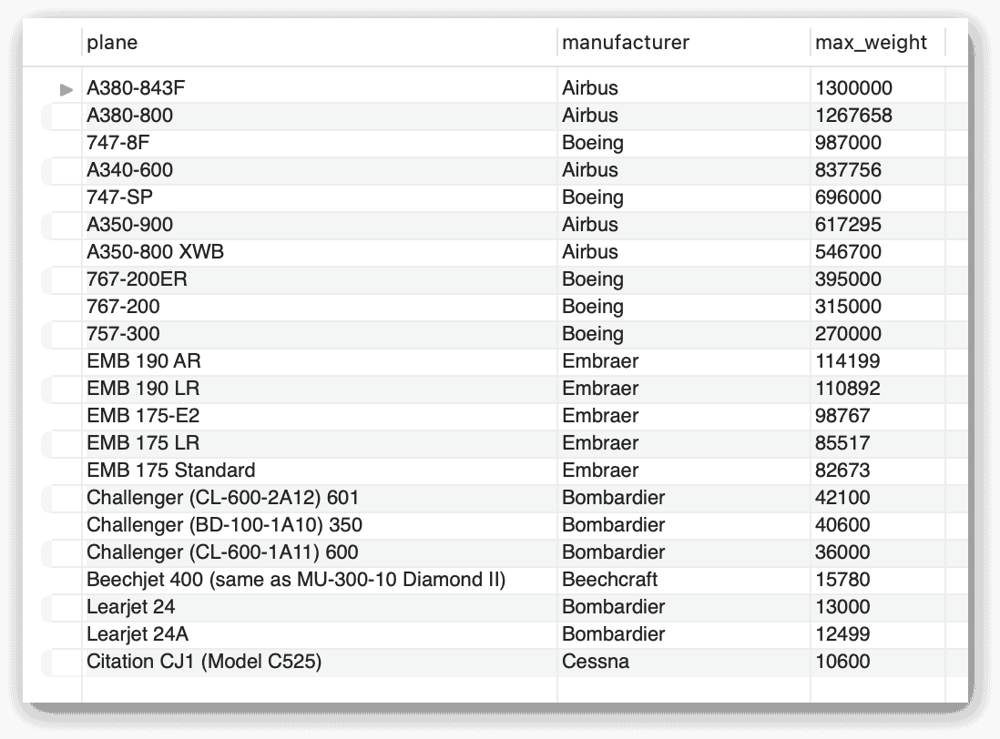 plane manufacturer max_weight
A380-843F Airbus 1300000
A380-800 Airbus 1267658
747-8F Boeing 987000
A340-600 Airbus 837756
747-SP Boeing 696000
A350-900 Airbus 617295
A350-800 XWB Airbus 546700
767-200ER Boeing 395000
767-200 Boeing 315000
757-300 Boeing 270000
EMB 190 AR Embraer 114199
EMB 190 LR Embraer 110892
EMB 175-E2 Embraer 98767
EMB 175 LR Embraer 85517
EMB 175 Standard Embraer 82673
Challenger (CL-600-2A12) 601 Bombardier 42100
Challenger (BD-100-1A10) 350 Bombardier 40600
Challenger (CL-600-1A11) 600 Bombardier 36000
Beechjet 400 (same as MU-300-10 Diamond II) Beechcraft 15780
Learjet 24 Bombardier 13000
Learjet 24A Bombardier 12499
Citation CJ1 (Model C525) Cessna 10600